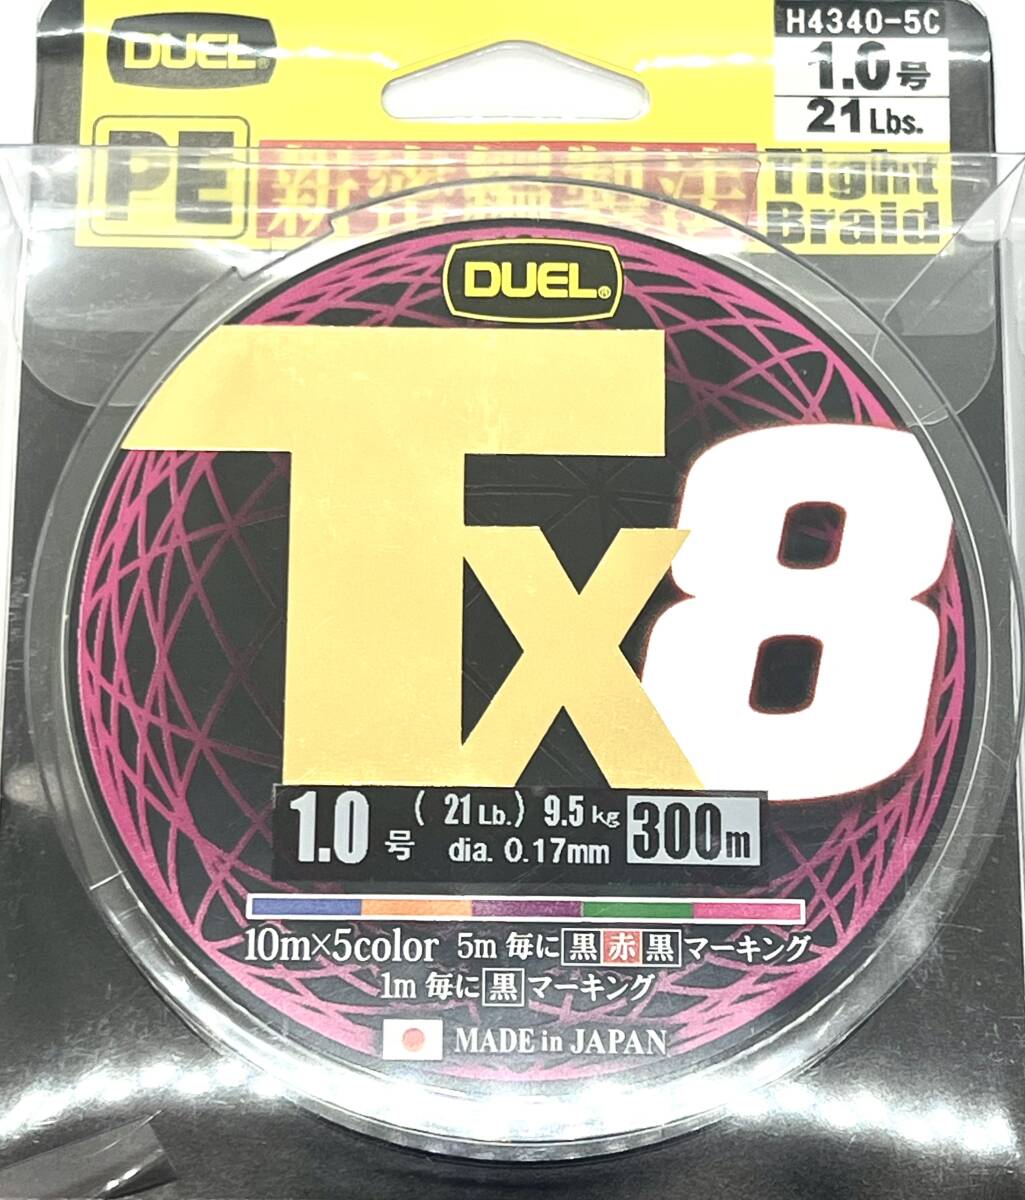 DUEL®
H4340-5C
1.0号
21Lbs.
PE
Tight
Braid
DUEL®
Tx8
1.0号 (21Lb.) 9.5kg 300m
dia. 0.17mm
10m×5color 5m毎に黒赤黒マーキング
1m毎に黒マーキング
MADE in JAPAN